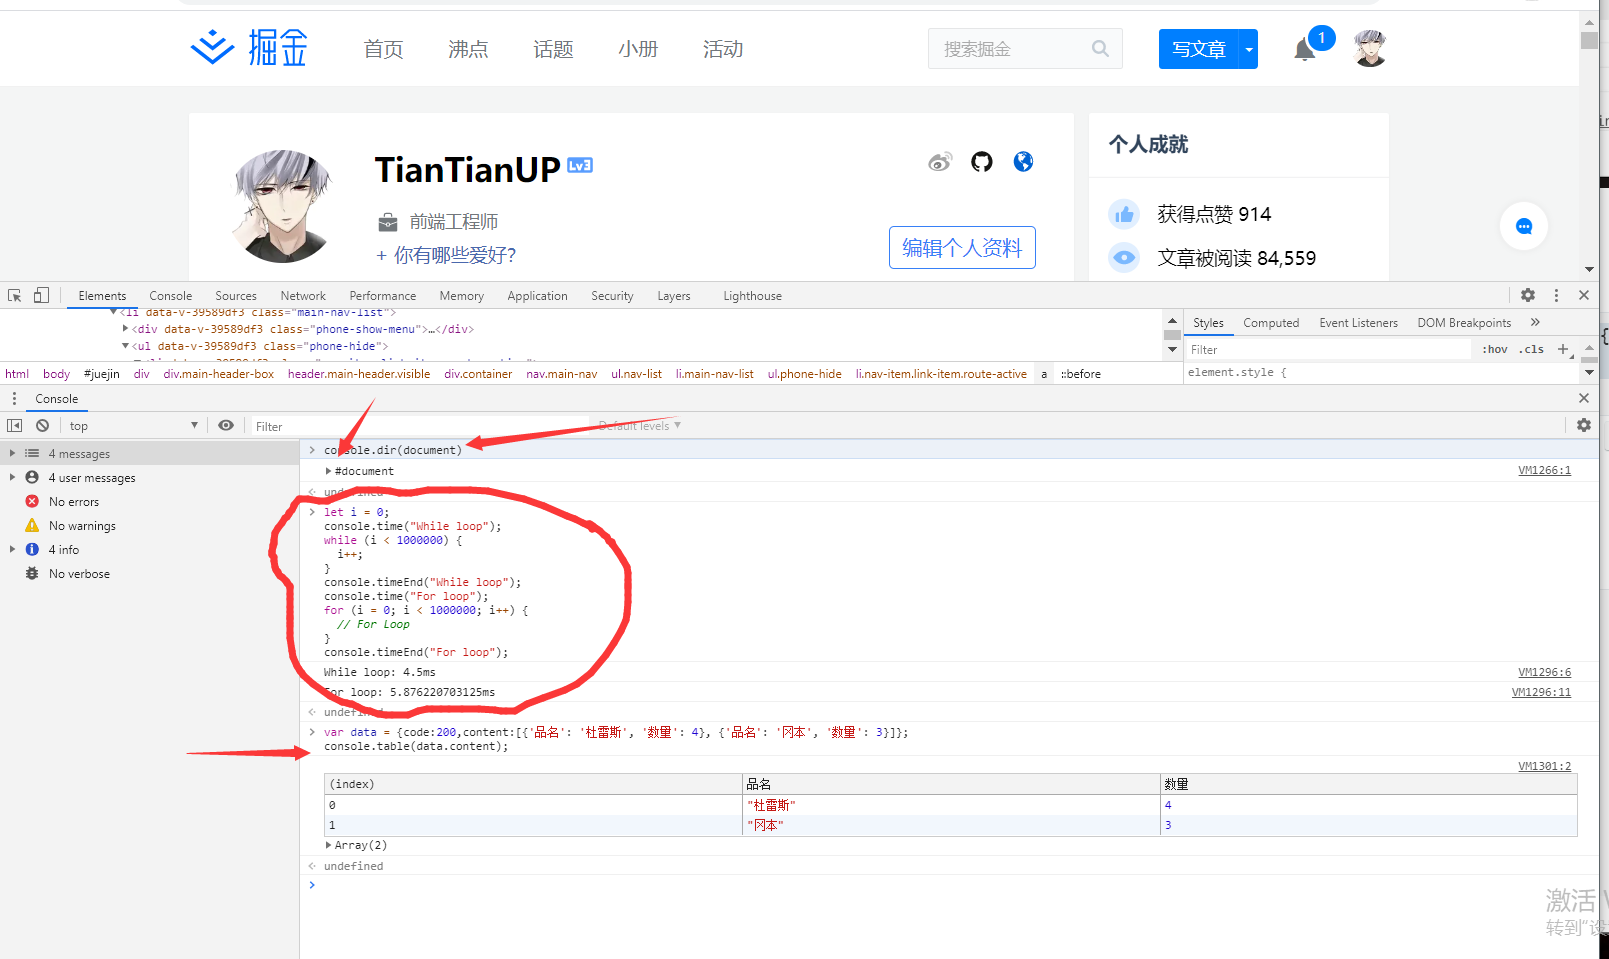 掘金 首页 沸点 话题 小册 活动 搜索掘金 写文章 1
TianTianUP Lv3
前端工程师
+ 你有哪些爱好?
编辑个人资料
个人成就
获得点赞 914
文章被阅读 84,559
Elements Console Sources Network Performance Memory Application Security Layers Lighthouse
<li data-v-39589df3 class="main-nav-list">
<div data-v-39589df3 class="phone-show-menu">…</div>
<ul data-v-39589df3 class="phone-hide">
Styles Computed Event Listeners DOM Breakpoints »
Filter :hov .cls +
element.style {
html body #juejin div div.main-header-box header.main-header.visible div.container nav.main-nav ul.nav-list li.main-nav-list ul.phone-hide li.nav-item.link-item.route-active a ::before
Console
top Filter Default levels
4 messages
4 user messages
No errors
No warnings
4 info
No verbose
console.dir(document)
#document VM1266:1
undefined
let i = 0;
console.time("While loop");
while (i < 1000000) {
i++;
}
console.timeEnd("While loop");
console.time("For loop");
for (i = 0; i < 1000000; i++) {
// For Loop
}
console.timeEnd("For loop");
While loop: 4.5ms VM1296:6
For loop: 5.876220703125ms VM1296:11
undefined
var data = {code:200,content:[{'品名': '杜雷斯', '数量': 4}, {'品名': '冈本', '数量': 3}]};
console.table(data.content);
VM1301:2
(index) 品名 数量
0 "杜雷斯" 4
1 "冈本" 3
Array(2)
undefined
激活
转到"设